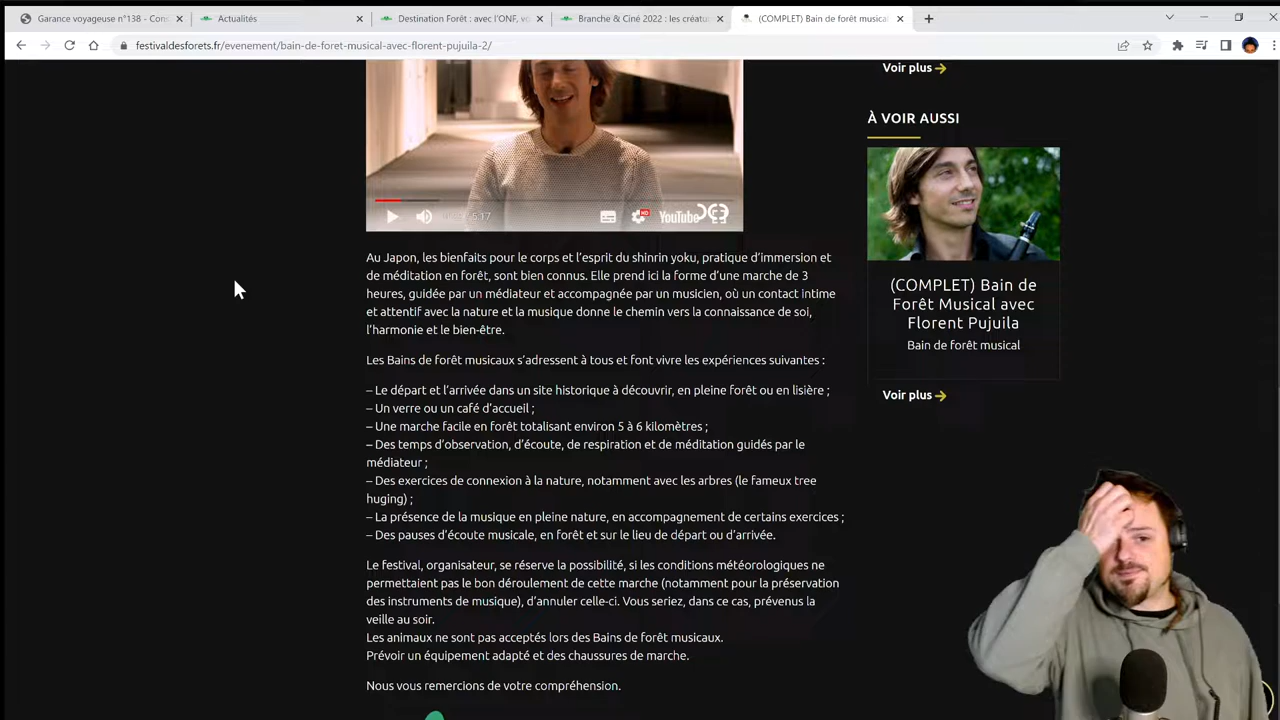 Garance voyageuse n°138 - Cons
Actualités
Destination Forêt : avec l'ONF, vo
Branche & Ciné 2022 : les créatu
(COMPLET) Bain de forêt musical
festivaldesforets.fr/evenement/bain-de-foret-musical-avec-florent-pujuila-2/
Voir plus
À VOIR AUSSI
5:17
HD
YouTube
(COMPLET) Bain de
Forêt Musical avec
Florent Pujuila
Bain de forêt musical
Voir plus
Au Japon, les bienfaits pour le corps et l'esprit du shinrin yoku, pratique d'immersion et
de méditation en forêt, sont bien connus. Elle prend ici la forme d'une marche de 3
heures, guidée par un médiateur et accompagnée par un musicien, où un contact intime
et attentif avec la nature et la musique donne le chemin vers la connaissance de soi,
l'harmonie et le bien-être.
Les Bains de forêt musicaux s'adressent à tous et font vivre les expériences suivantes :
– Le départ et l'arrivée dans un site historique à découvrir, en pleine forêt ou en lisière ;
– Un verre ou un café d'accueil ;
– Une marche facile en forêt totalisant environ 5 à 6 kilomètres ;
– Des temps d'observation, d'écoute, de respiration et de méditation guidés par le
médiateur ;
– Des exercices de connexion à la nature, notamment avec les arbres (le fameux tree
huging) ;
– La présence de la musique en pleine nature, en accompagnement de certains exercices ;
– Des pauses d'écoute musicale, en forêt et sur le lieu de départ ou d'arrivée.
Le festival, organisateur, se réserve la possibilité, si les conditions météorologiques ne
permettaient pas le bon déroulement de cette marche (notamment pour la préservation
des instruments de musique), d'annuler celle-ci. Vous seriez, dans ce cas, prévenus la
veille au soir.
Les animaux ne sont pas acceptés lors des Bains de forêt musicaux.
Prévoir un équipement adapté et des chaussures de marche.
Nous vous remercions de votre compréhension.